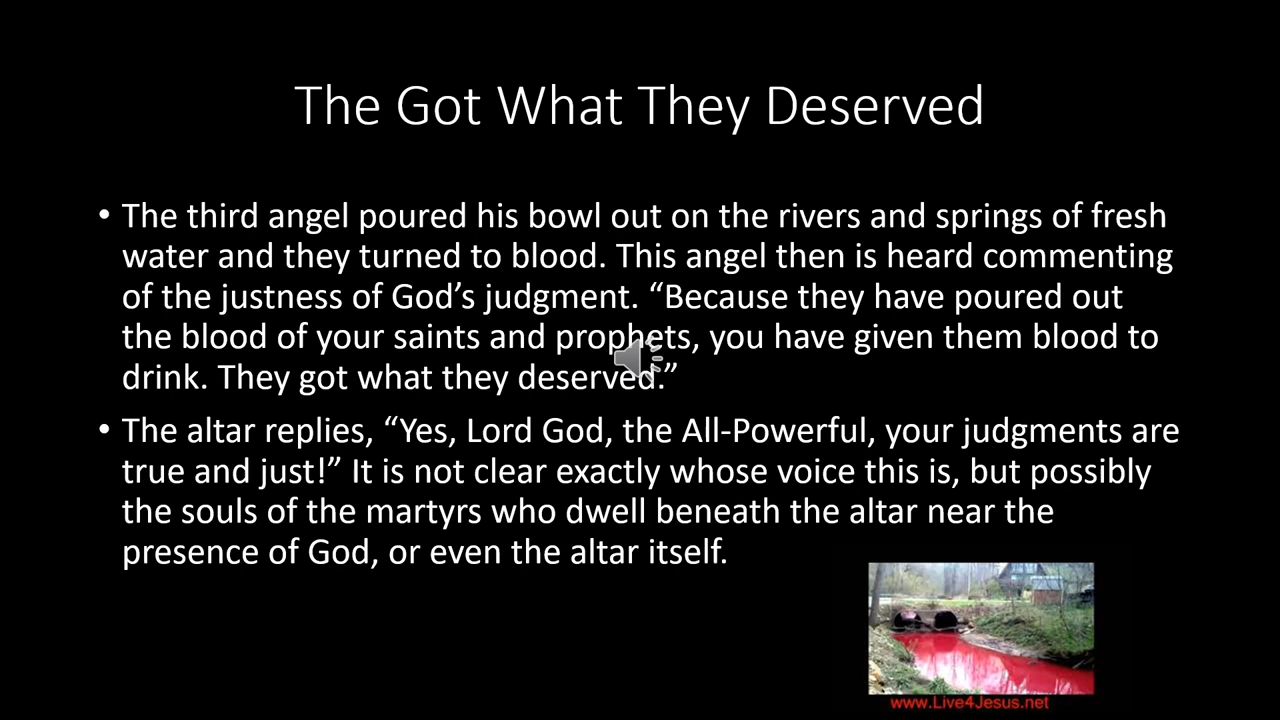 The Got What They Deserved
• The third angel poured his bowl out on the rivers and springs of fresh
water and they turned to blood. This angel then is heard commenting
of the justness of God’s judgment. “Because they have poured out
the blood of your saints and prophets, you have given them blood to
drink. They got what they deserved.”
• The altar replies, “Yes, Lord God, the All-Powerful, your judgments are
true and just!” It is not clear exactly whose voice this is, but possibly
the souls of the martyrs who dwell beneath the altar near the
presence of God, or even the altar itself.
www.Live4Jesus.net